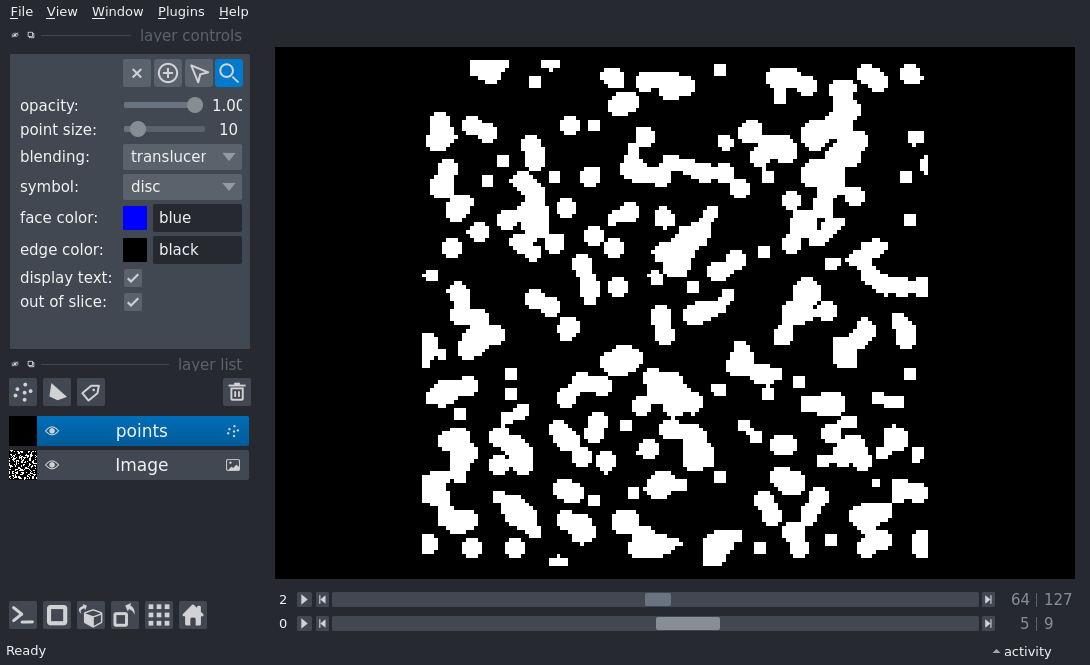 File View Window Plugins Help
layer controls
opacity: 1.00
point size: 10
blending: translucer
symbol: disc
face color: blue
edge color: black
display text:
out of slice:
layer list
points
Image
2 64 | 127
0 5 | 9
Ready activity